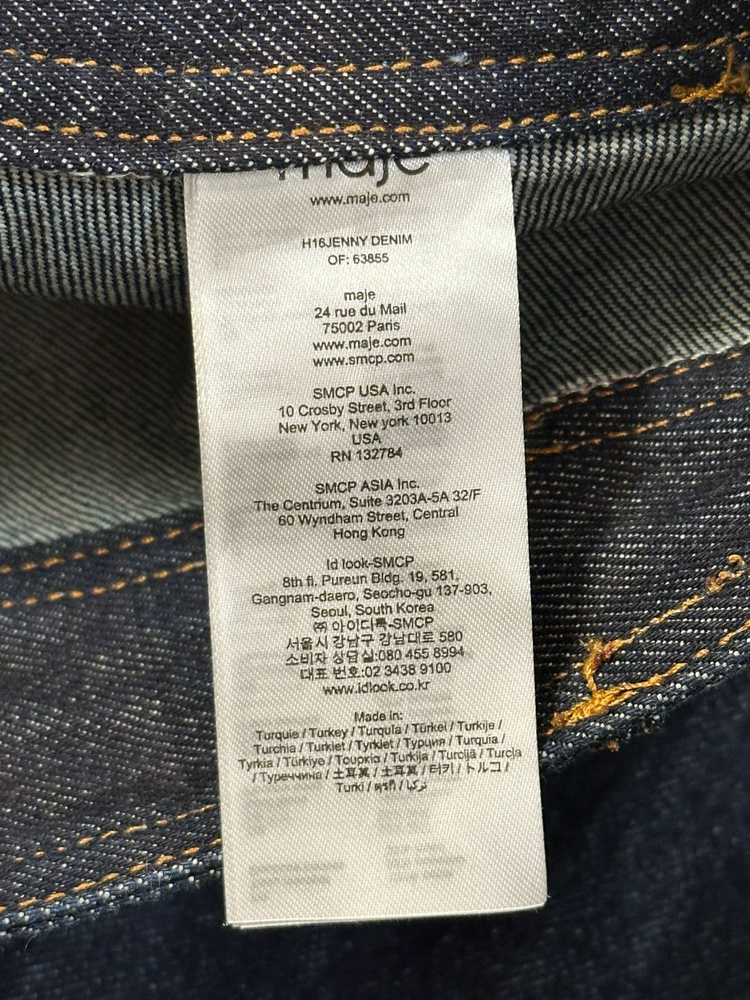 maje
www.maje.com
H16JENNY DENIM
OF: 63855
maje
24 rue du Mail
75002 Paris
www.maje.com
www.smcp.com
SMCP USA Inc.
10 Crosby Street, 3rd Floor
New York, New york 10013
USA
RN 132784
SMCP ASIA Inc.
The Centrium, Suite 3203A-5A 32/F
60 Wyndham Street, Central
Hong Kong
Id look-SMCP
8th fl, Pureun Bldg. 19, 581,
Gangnam-daero, Seocho-gu 137-903,
Seoul, South Korea
㈜ 아이디룩-SMCP
서울시 강남구 강남대로 580
소비자 상담실:080 455 8994
대표 번호:02 3438 9100
www.idlook.co.kr
Made in:
Turquie / Turkey / Turquía / Türkei / Turkije /
Turchia / Turkiet / Tyrkiet / Турция / Turquia /
Tyrkia / Türkiye / Τουρκία / Turkija / Turcijā / Turcja
/ Туреччина / 土耳其 / 土耳其 / 터키 / トルコ /
Turki / ตุรกี / تركيا